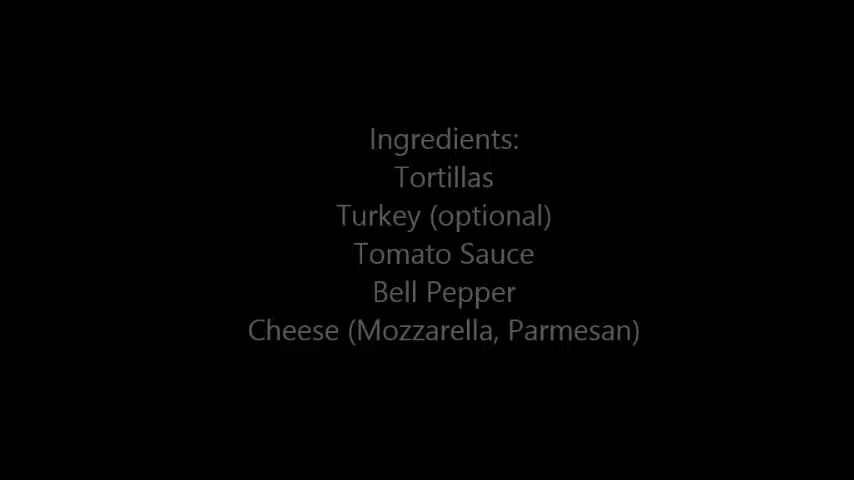 Ingredients:
Tortillas
Turkey (optional)
Tomato Sauce
Bell Pepper
Cheese (Mozzarella, Parmesan)